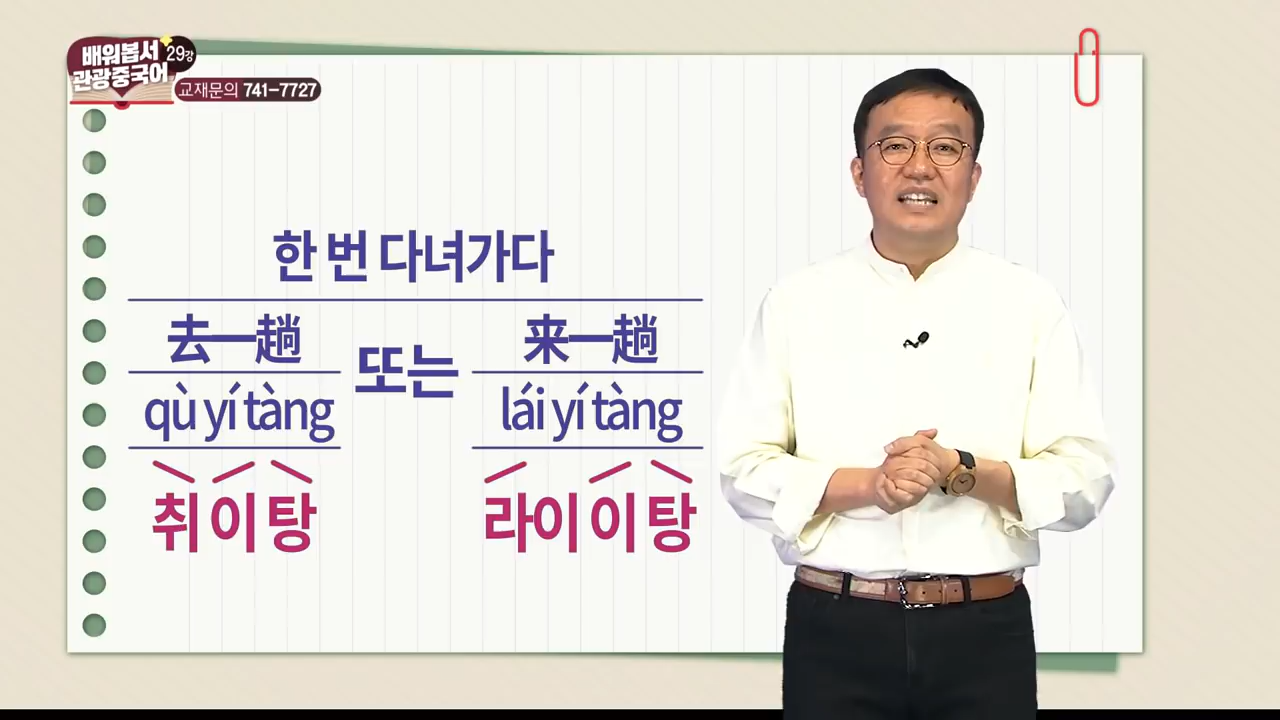 배워봅서
관광중국어
29강
교재문의 741-7727
한 번 다녀가다
去一趟 또는 来一趟
qù yí tàng lái yí tàng
취 이 탕 라이 이 탕